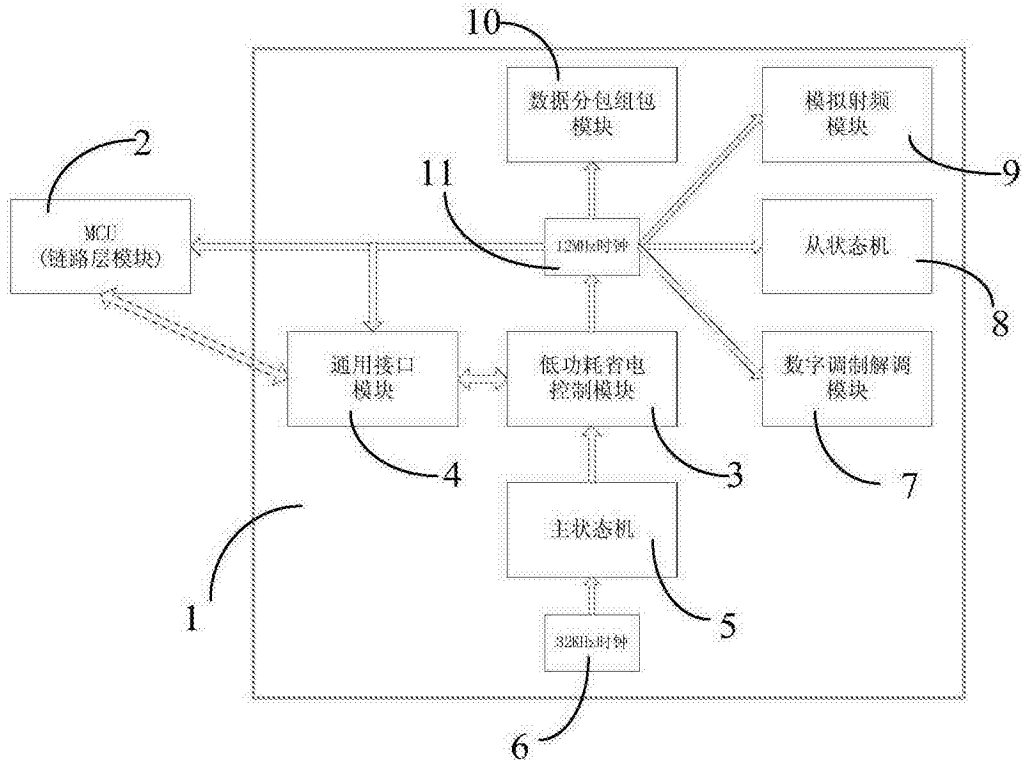 10
数据分包组包
模块
模拟射频
模块
9
2
MCU
(链路层模块)
11
12MHz时钟
从状态机
8
通用接口
模块
4
低功耗省电
控制模块
3
数字调制解调
模块
7
主状态机
5
1
32KHz时钟
6